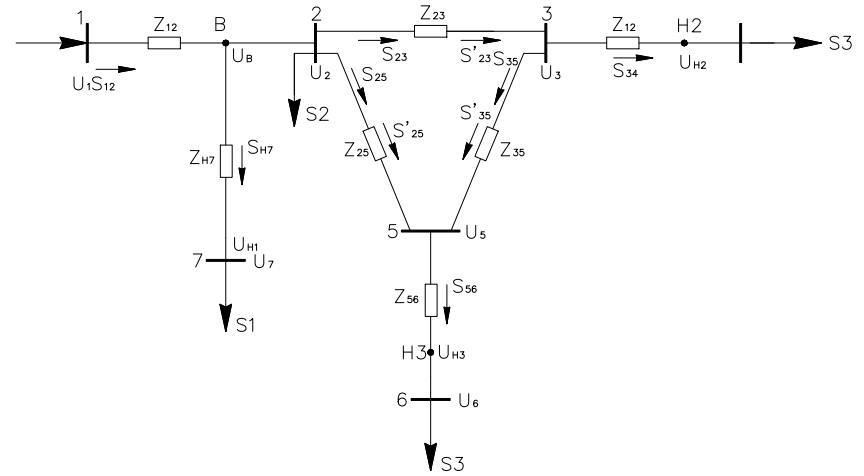 1
Z12
B
2
Z23
3
Z12
H2
S3
U1S12
UB
U2
S23
S'23
S35
U3
S34
UH2
S25
S2
S'25
S'35
ZH7
SH7
Z25
Z35
5
U5
UH1
7
U7
S1
Z56
S56
H3
UH3
6
U6
S3